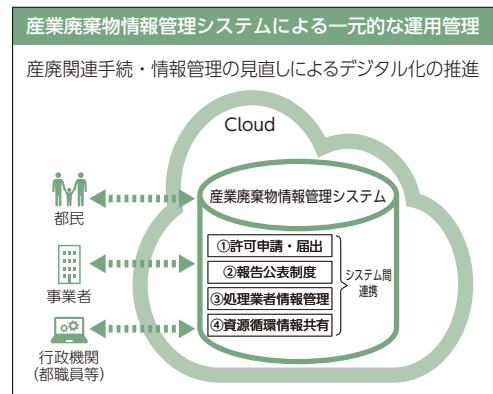 産業廃棄物情報管理システムによる一元的な運用管理
産廃関連手続・情報管理の見直しによるデジタル化の推進
Cloud
産業廃棄物情報管理システム
都民
①許可申請・届出
②報告公表制度
③処理業者情報管理
④資源循環情報共有
システム間
連携
事業者
行政機関
(都職員等)